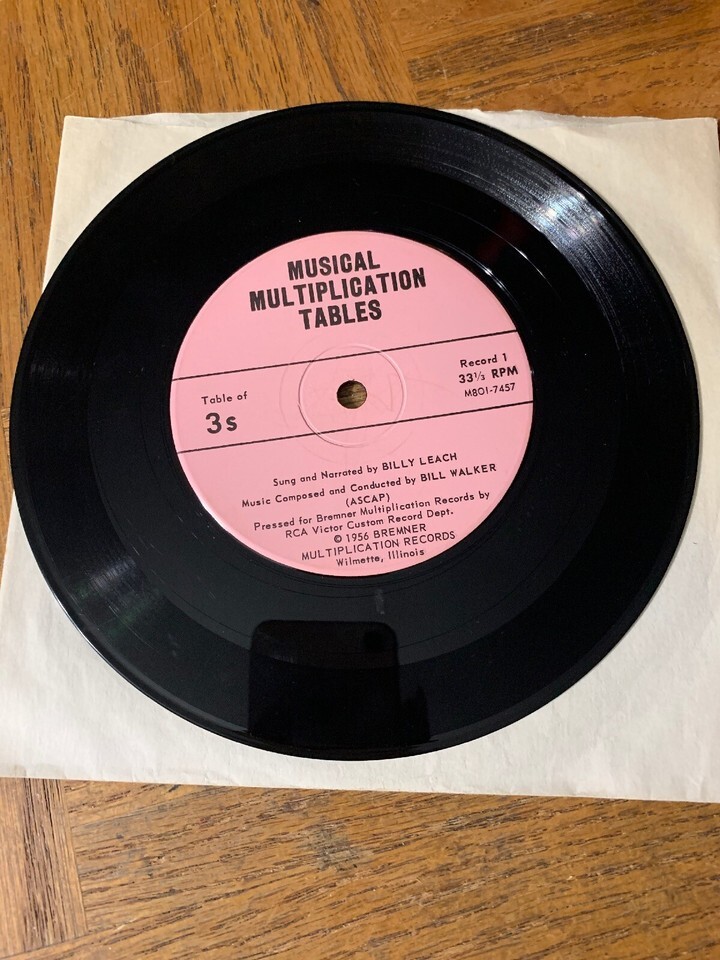 MUSICAL
MULTIPLICATION
TABLES
Table of
3s
Record 1
33⅓ RPM
M8OI-7457
Sung and Narrated by BILLY LEACH
Music Composed and Conducted by BILL WALKER
(ASCAP)
Pressed for Bremner Multiplication Records by
RCA Victor Custom Record Dept.
© 1956 BREMNER
MULTIPLICATION RECORDS
Wilmette, Illinois